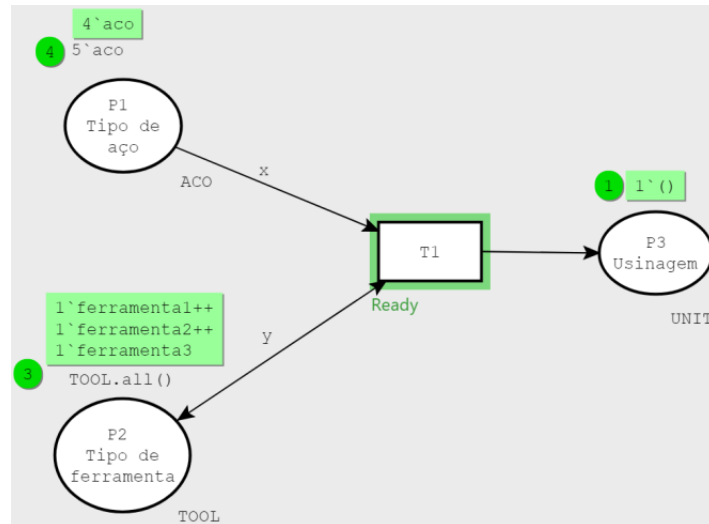 4`aco
4
5`aco
P1
Tipo de
aço
ACO
x
1
1`()
T1
P3
Usinagem
Ready
UNIT
1`ferramenta1++
1`ferramenta2++
1`ferramenta3
y
3
TOOL.all()
P2
Tipo de
ferramenta
TOOL